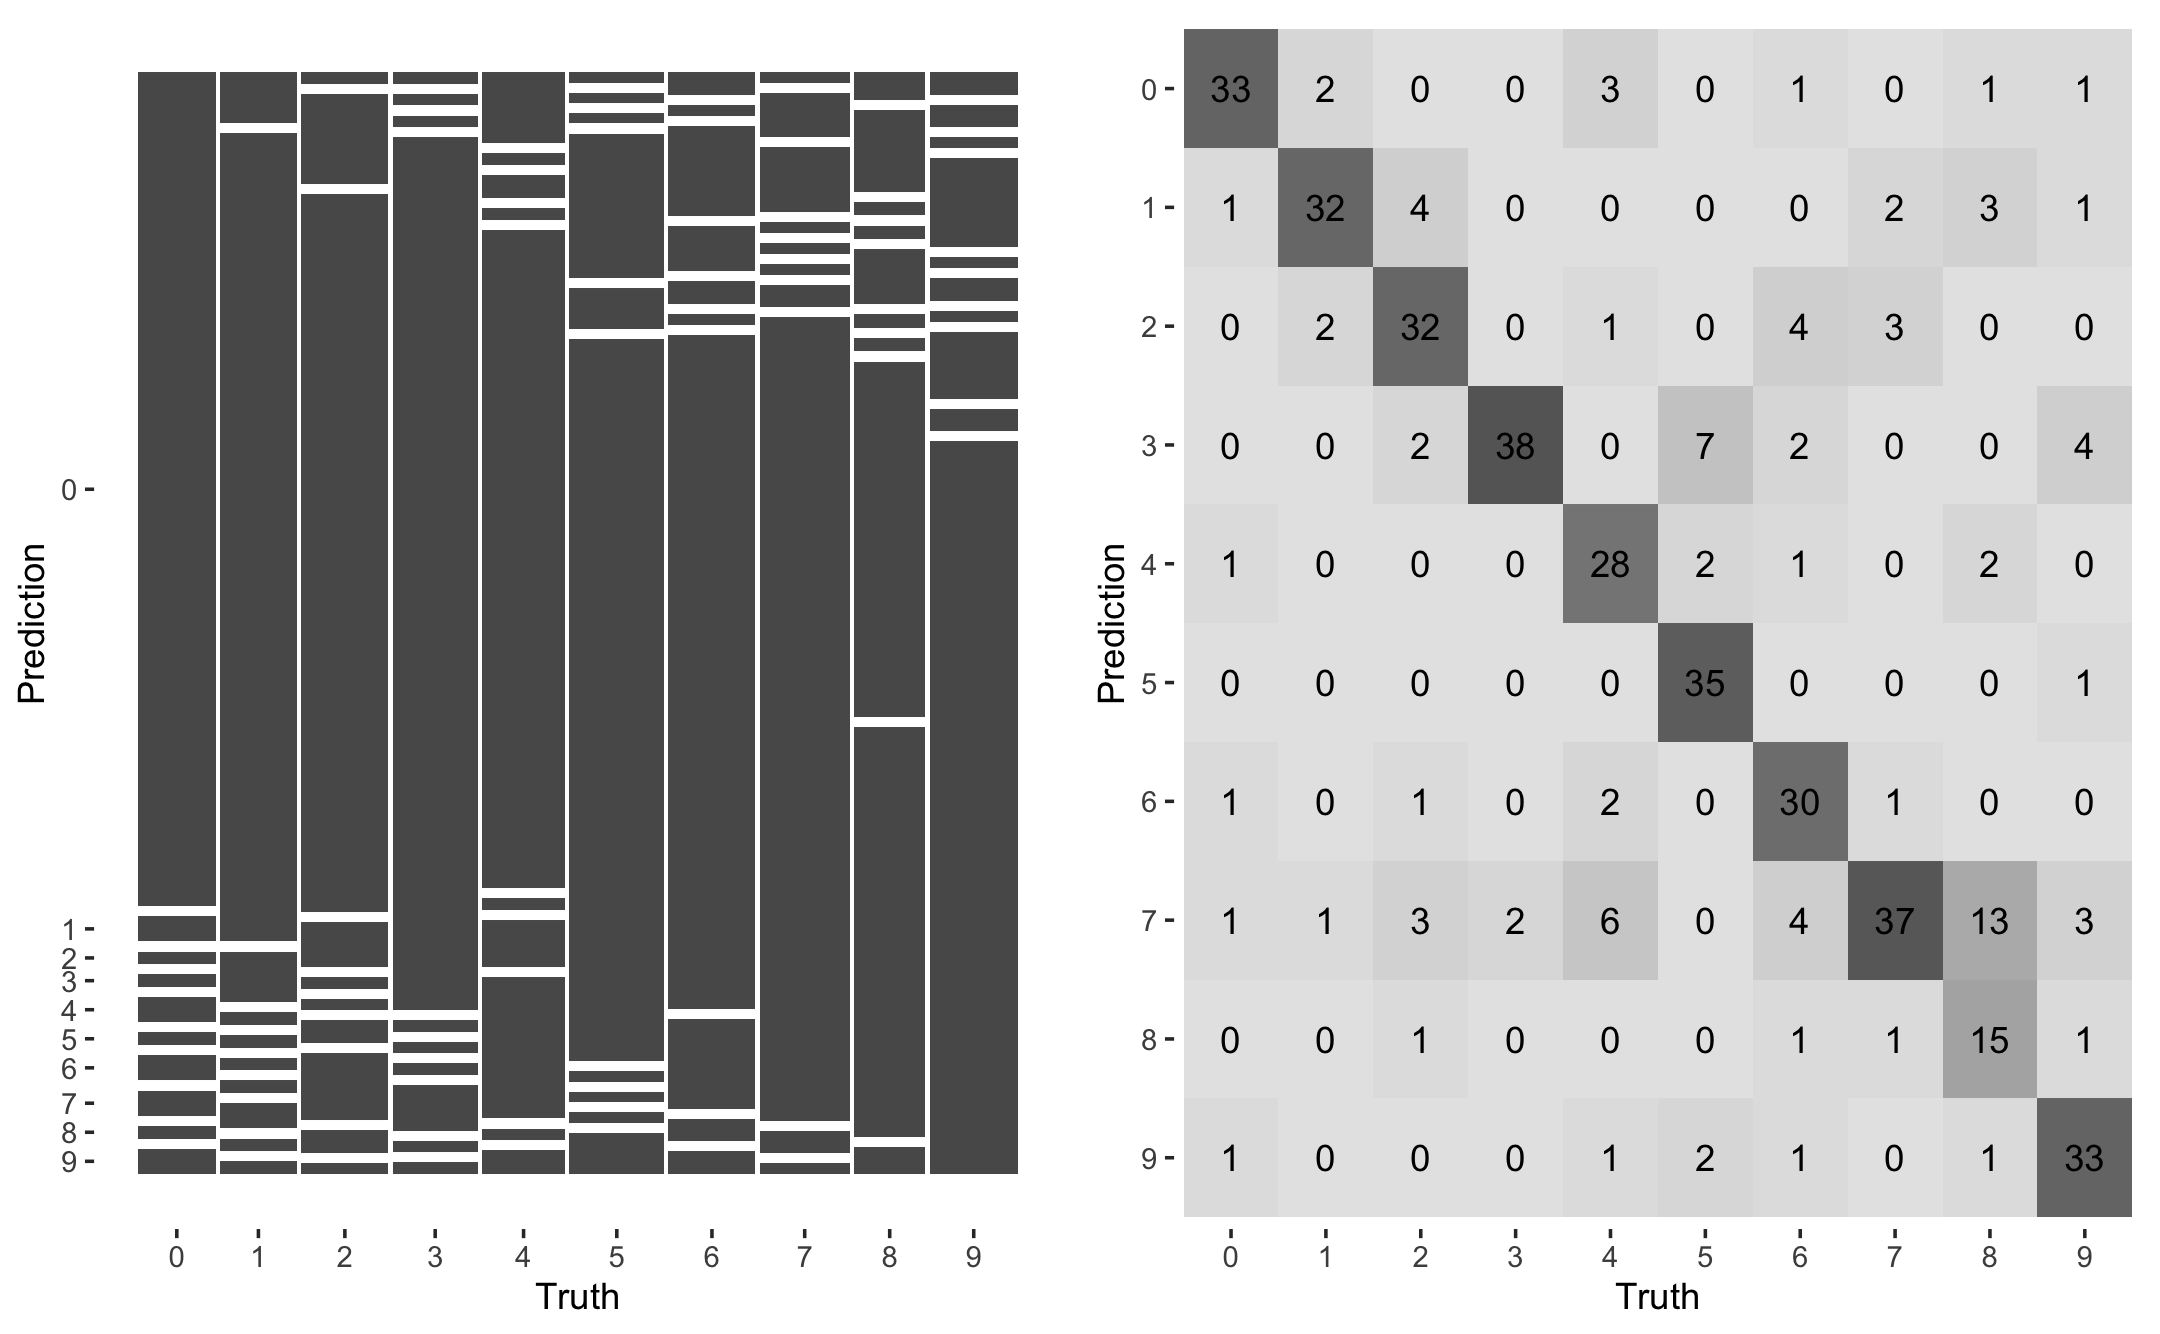 0
1
2
3
4
5
6
7
8
9
Prediction
0 1 2 3 4 5 6 7 8 9
Truth
0 33 2 0 0 3 0 1 0 1 1
1 1 32 4 0 0 0 0 2 3 1
2 0 2 32 0 1 0 4 3 0 0
3 0 0 2 38 0 7 2 0 0 4
4 1 0 0 0 28 2 1 0 2 0
5 0 0 0 0 0 35 0 0 0 1
6 1 0 1 0 2 0 30 1 0 0
7 1 1 3 2 6 0 4 37 13 3
8 0 0 1 0 0 0 1 1 15 1
9 1 0 0 0 1 2 1 0 1 33
Prediction
0 1 2 3 4 5 6 7 8 9
Truth